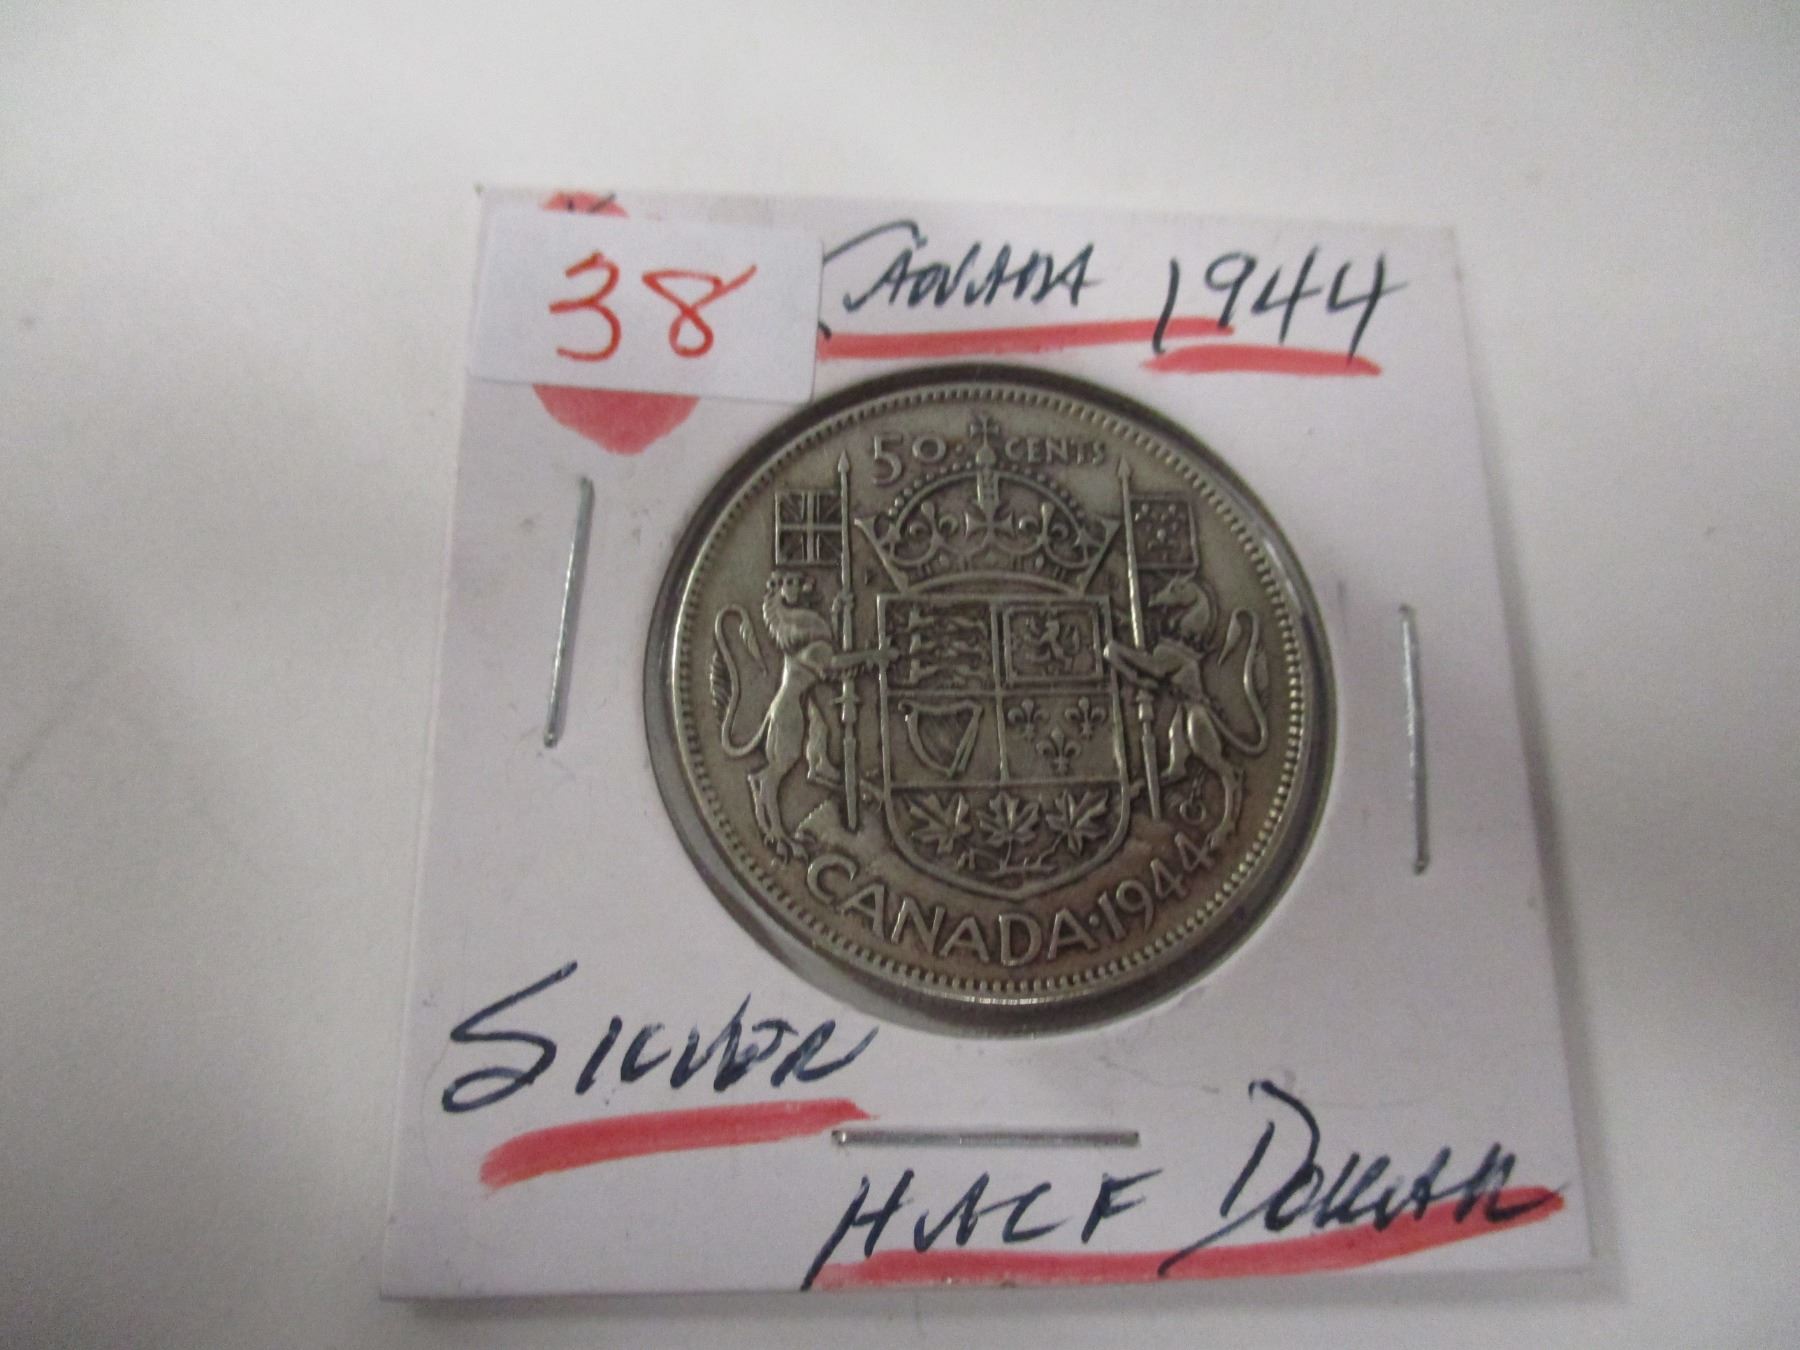 38
CANADA 1944
50 CENTS
CANADA·1944
SILVER
HALF DOLLAR